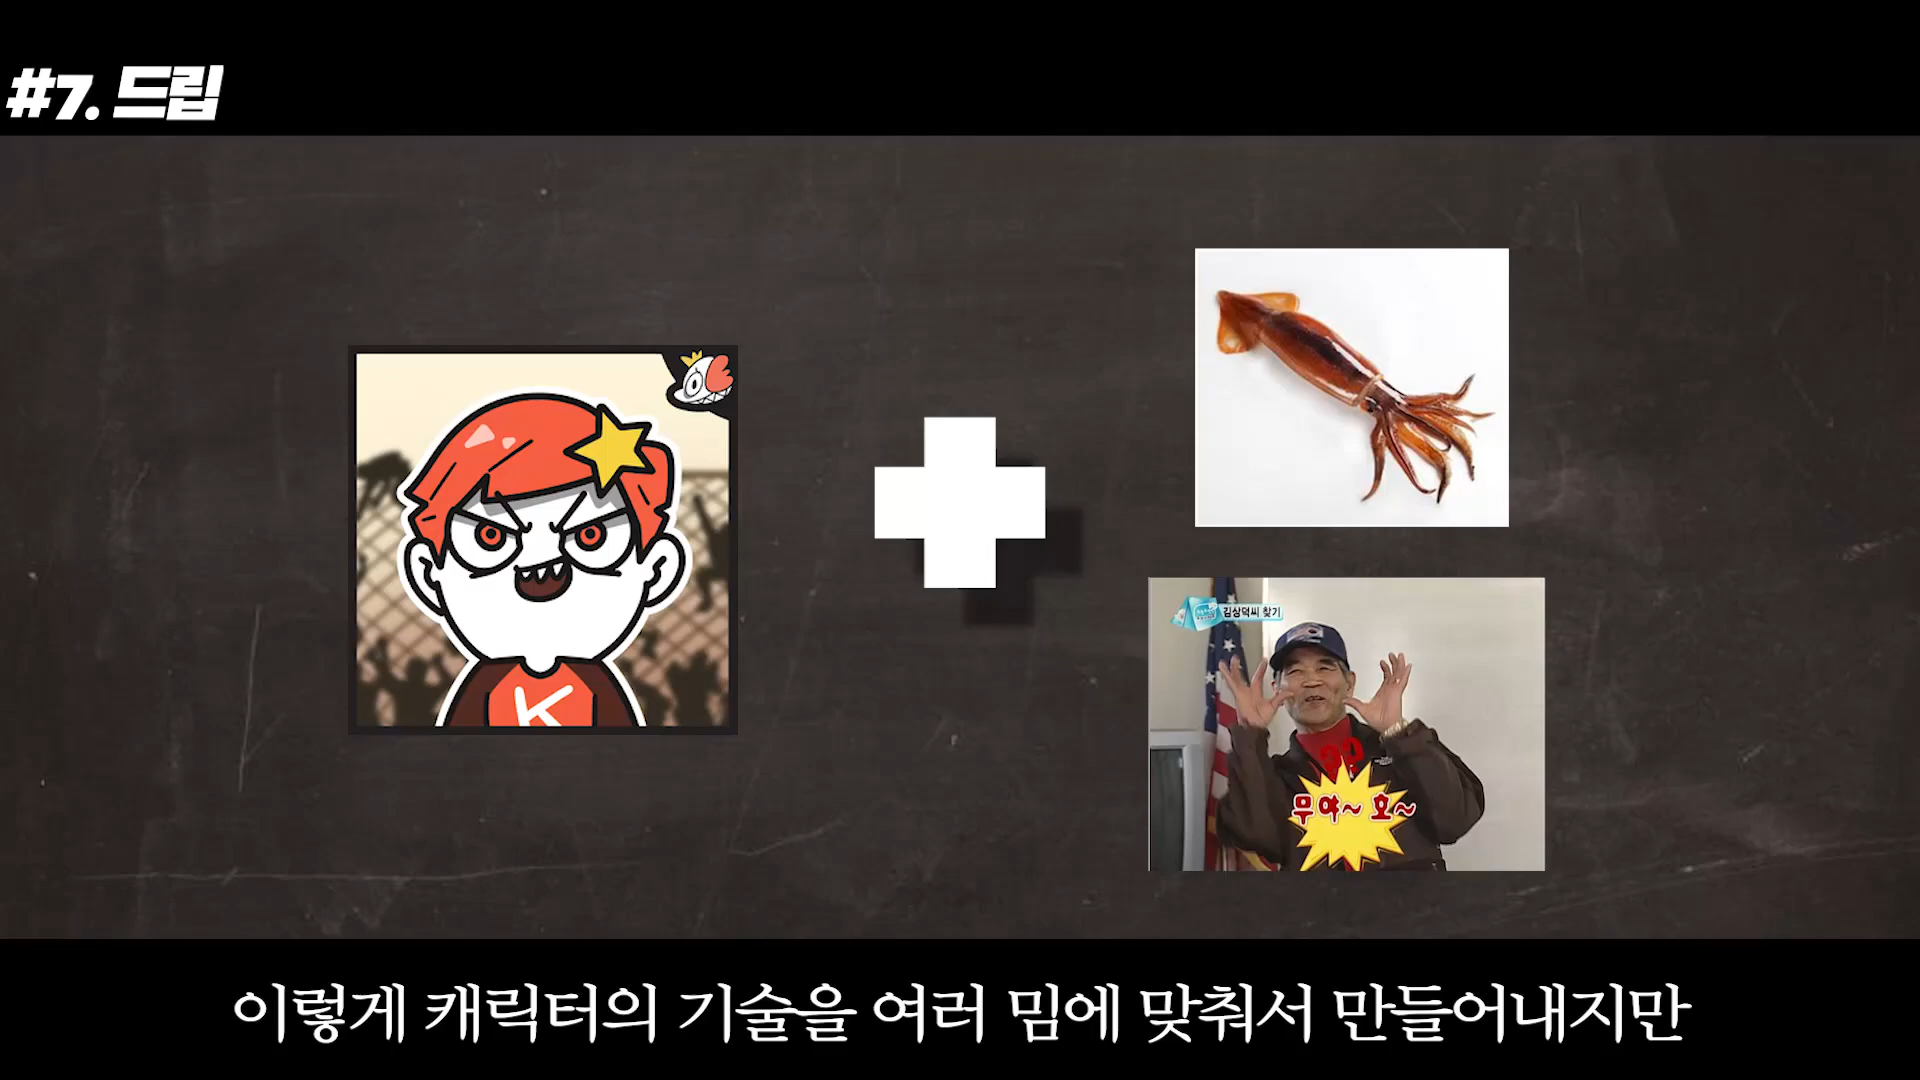 #7. 드립
K
김상덕씨 찾기
무야~ 호~
이렇게 캐릭터의 기술을 여러 밈에 맞춰서 만들어내지만